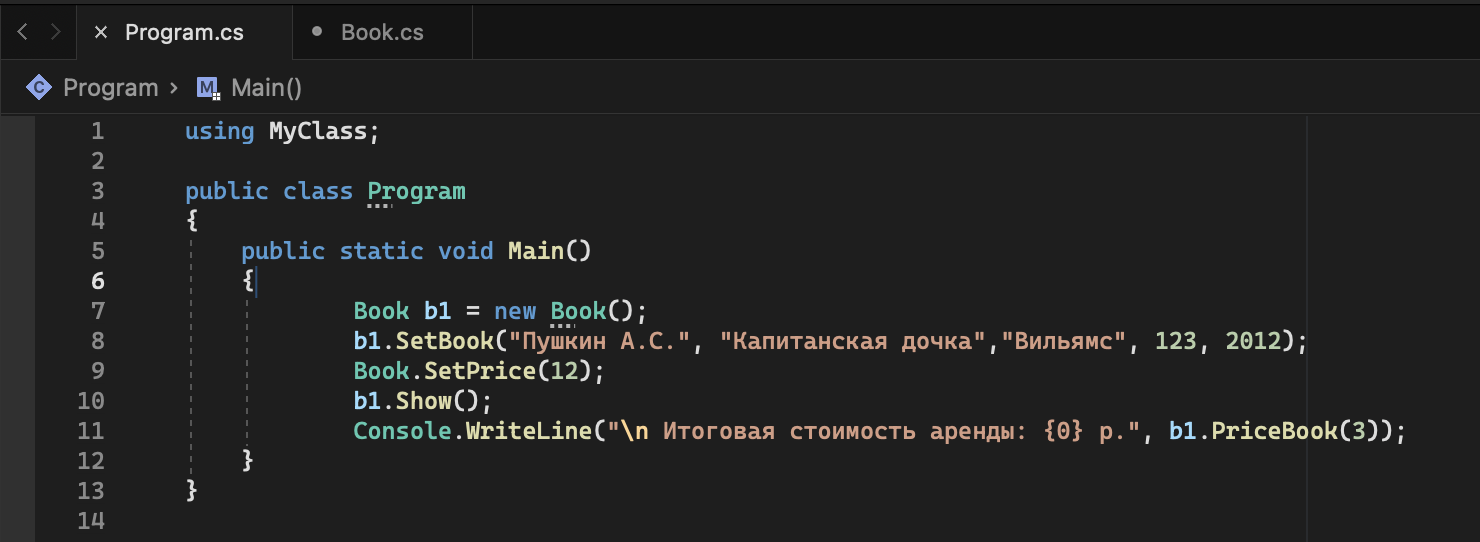 Program.cs
Book.cs
Program
M Main()
1 using MyClass;
2
3 public class Program
4 {
5 public static void Main()
6 {
7 Book b1 = new Book();
8 b1.SetBook("Пушкин А.С.", "Капитанская дочка","Вильямс", 123, 2012);
9 Book.SetPrice(12);
10 b1.Show();
11 Console.WriteLine("\n Итоговая стоимость аренды: {0} р.", b1.PriceBook(3));
12 }
13 }
14